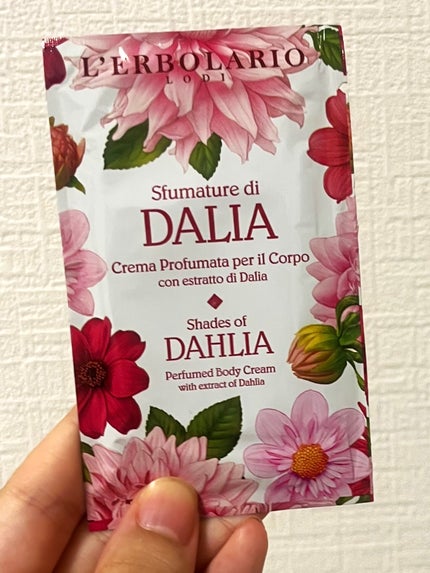 L'ERBOLARIO
LODI
Sfumature di
DALIA
Crema Profumata per il Corpo
con estratto di Dalia
Shades of
DAHLIA
Perfumed Body Cream
with extract of Dahlia